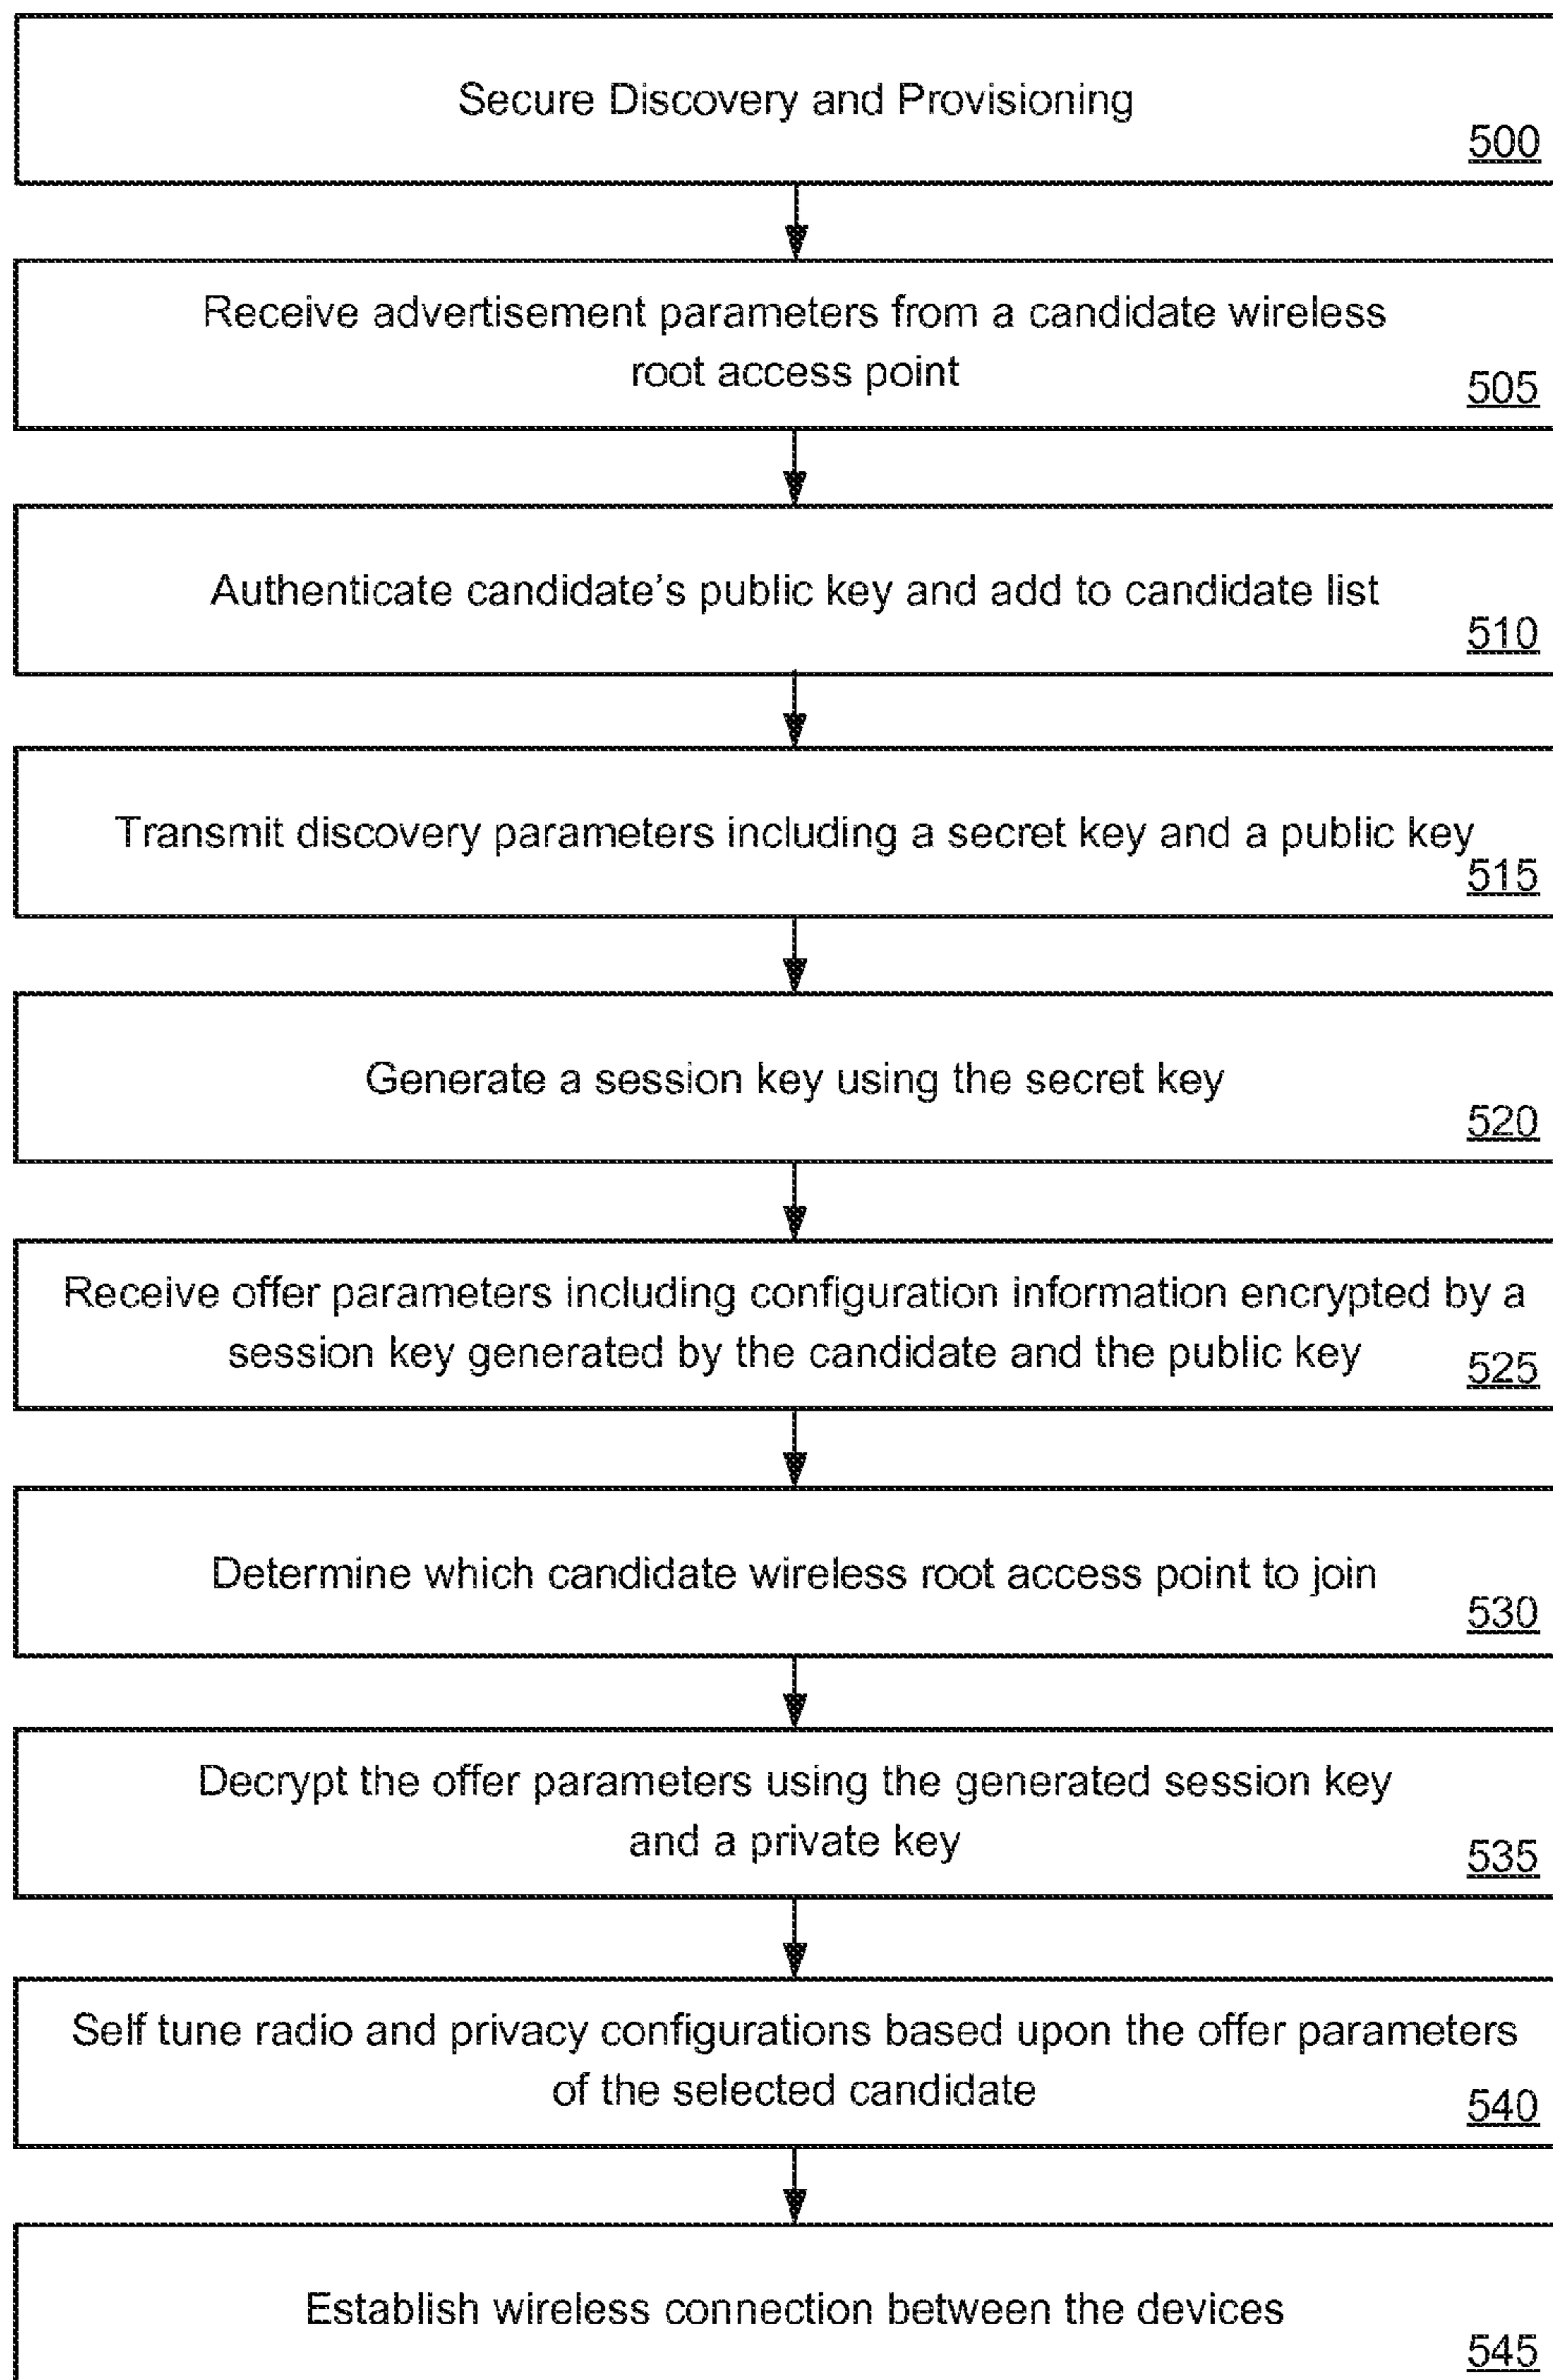 Secure Discovery and Provisioning
500
Receive advertisement parameters from a candidate wireless
root access point
505
Authenticate candidate's public key and add to candidate list
510
Transmit discovery parameters including a secret key and a public key
515
Generate a session key using the secret key
520
Receive offer parameters including configuration information encrypted by a
session key generated by the candidate and the public key
525
Determine which candidate wireless root access point to join
530
Decrypt the offer parameters using the generated session key
and a private key
535
Self tune radio and privacy configurations based upon the offer parameters
of the selected candidate
540
Establish wireless connection between the devices
545